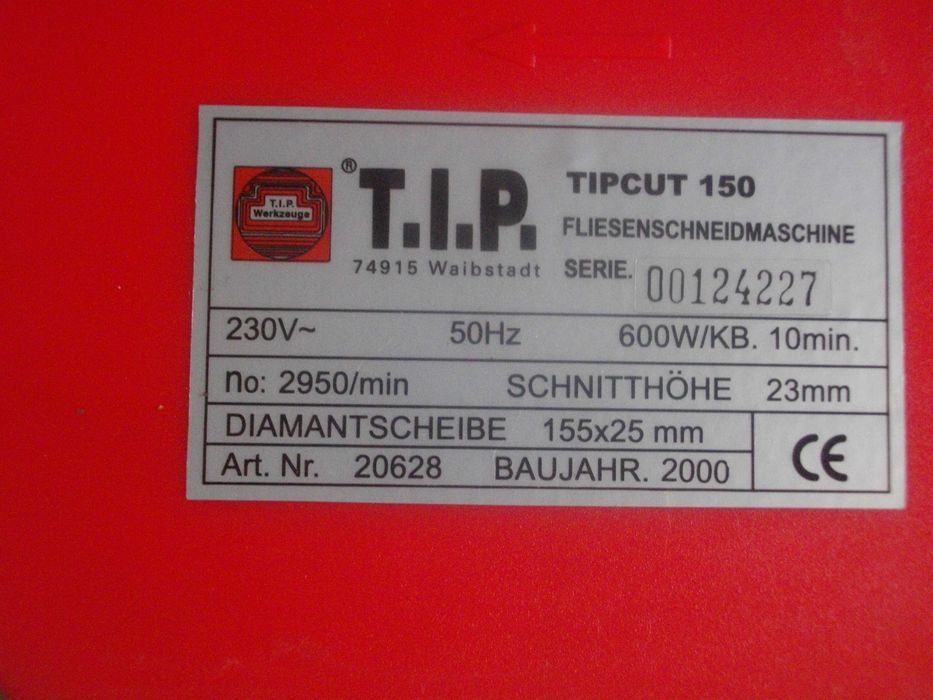 T.I.P.
Werkzeuge
® T.I.P.
74915 Waibstadt
TIPCUT 150
FLIESENSCHNEIDMASCHINE
SERIE. 00124227
230V~ 50Hz 600W/KB. 10min.
no: 2950/min SCHNITTHÖHE 23mm
DIAMANTSCHEIBE 155x25 mm
Art. Nr. 20628 BAUJAHR. 2000
CE